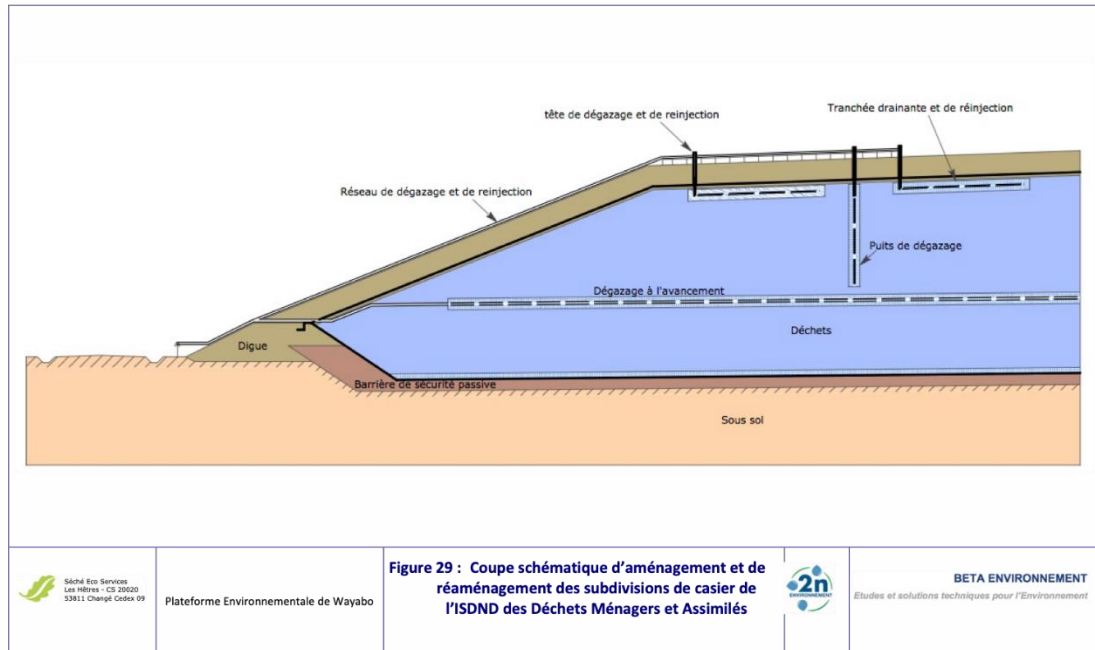 tête de dégazage et de reinjection
Tranchée drainante et de réinjection
Réseau de dégazage et de reinjection
Puits de dégazage
Dégazage à l'avancement
Déchets
Digue
Barrière de sécurité passive
Sous sol
Séché Eco Services
Les Hêtres - CS 20020
53811 Changé Cedex 09
Plateforme Environnementale de Wayabo
Figure 29 : Coupe schématique d'aménagement et de
réaménagement des subdivisions de casier de
l'ISDND des Déchets Ménagers et Assimilés
2n
ENVIRONNEMENT
BETA ENVIRONNEMENT
Etudes et solutions techniques pour l'Environnement